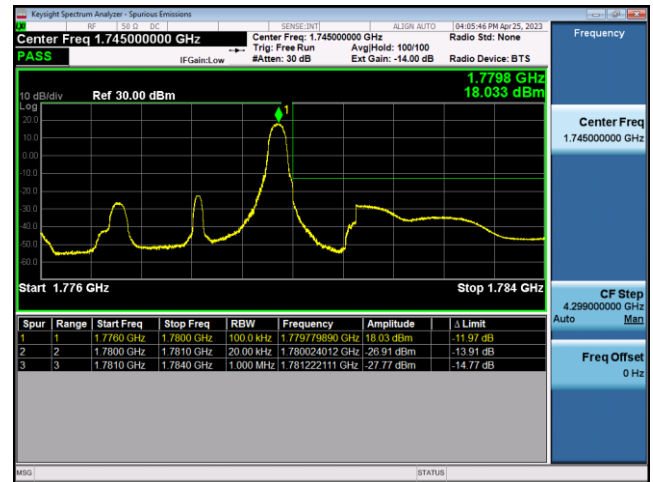 Keysight Spectrum Analyzer - Spurious Emissions
RF 50 Ω DC SENSE:INT ALIGN AUTO 04:05:46 PM Apr 25, 2023
Center Freq 1.745000000 GHz Center Freq: 1.745000000 GHz Radio Std: None
Trig: Free Run Avg|Hold: 100/100
PASS IFGain:Low #Atten: 30 dB Ext Gain: -14.00 dB Radio Device: BTS
1.7798 GHz
18.033 dBm
10 dB/div Ref 30.00 dBm
Log
1
20.0
10.0
0.00
-10.0
-20.0
-30.0
-40.0
-50.0
-60.0
Start 1.776 GHz Stop 1.784 GHz
Spur Range Start Freq Stop Freq RBW Frequency Amplitude Δ Limit
1 1 1.7760 GHz 1.7800 GHz 100.0 kHz 1.779779890 GHz 18.03 dBm -11.97 dB
2 2 1.7800 GHz 1.7810 GHz 20.00 kHz 1.780024012 GHz -26.91 dBm -13.91 dB
3 3 1.7810 GHz 1.7840 GHz 1.000 MHz 1.781222111 GHz -27.77 dBm -14.77 dB
MSG STATUS
Frequency
Center Freq
1.745000000 GHz
CF Step
4.299000000 GHz
Auto Man
Freq Offset
0 Hz